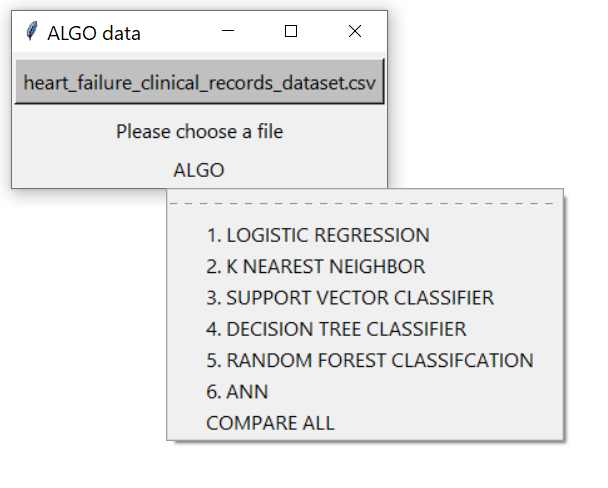 ALGO data
heart_failure_clinical_records_dataset.csv
Please choose a file
ALGO
1. LOGISTIC REGRESSION
2. K NEAREST NEIGHBOR
3. SUPPORT VECTOR CLASSIFIER
4. DECISION TREE CLASSIFIER
5. RANDOM FOREST CLASSIFCATION
6. ANN
COMPARE ALL